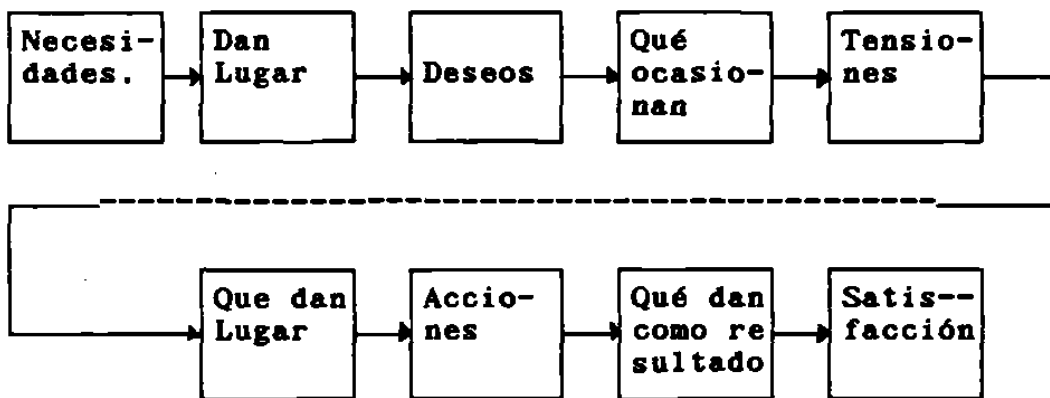 Necesi-
dades.
Dan
Lugar
Deseos
Qué
ocasio-
nan
Tensio-
nes
Que dan
Lugar
Accio-
nes
Qué dan
como re
sultado
Satis--
facción